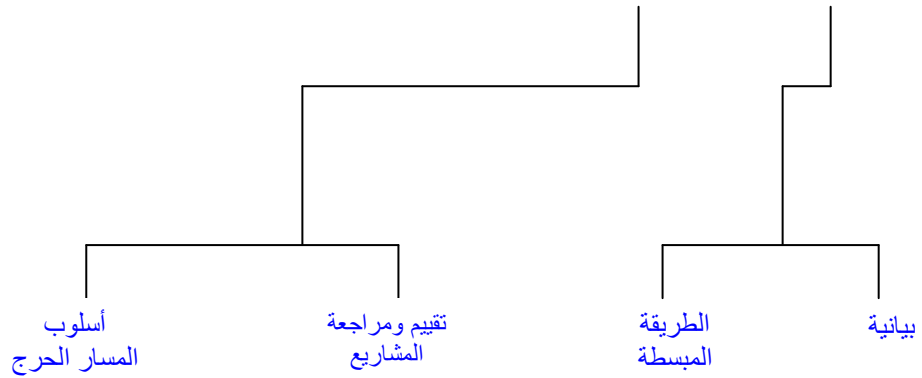 بيانية
الطريقة
المبسطة
تقييم ومراجعة
المشاريع
أسلوب
المسار الحرج